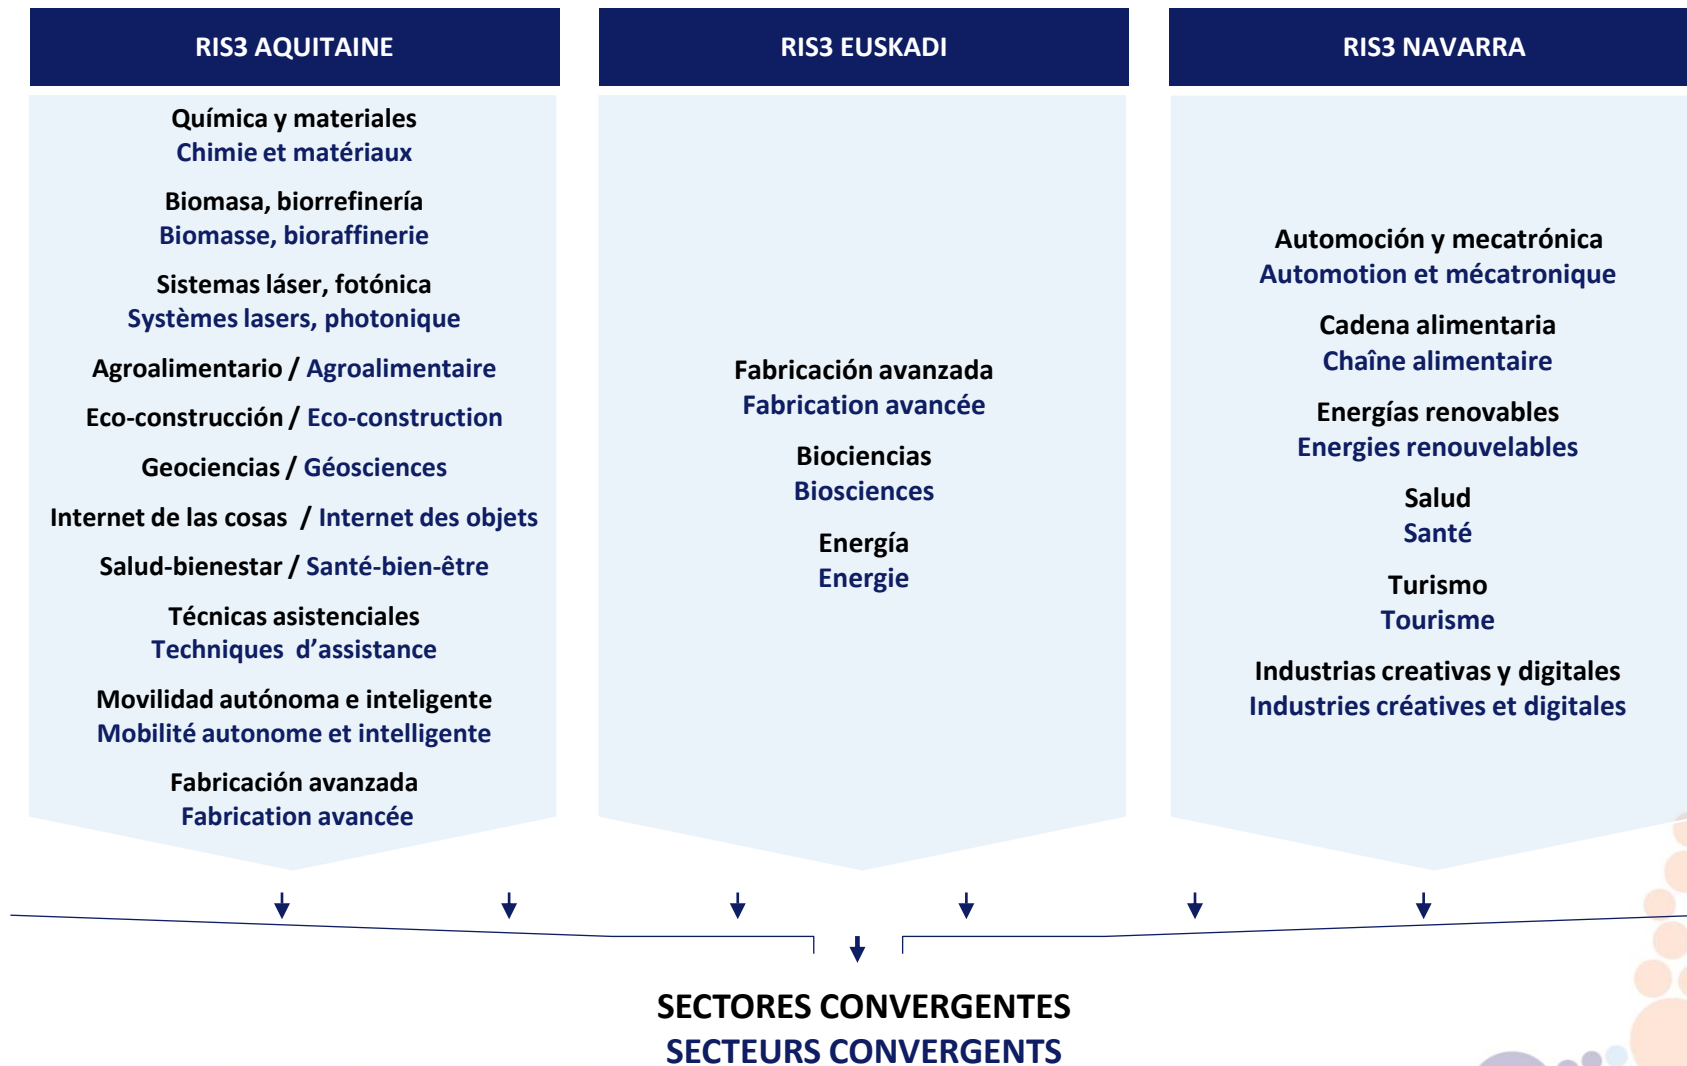 RIS3 AQUITAINE
Química y materiales
Chimie et matériaux
Biomasa, biorrefinería
Biomasse, bioraffinerie
Sistemas láser, fotónica
Systèmes lasers, photonique
Agroalimentario / Agroalimentaire
Eco-construcción / Eco-construction
Geociencias / Géosciences
Internet de las cosas / Internet des objets
Salud-bienestar / Santé-bien-être
Técnicas asistenciales
Techniques d’assistance
Movilidad autónoma e inteligente
Mobilité autonome et intelligente
Fabricación avanzada
Fabrication avancée
RIS3 EUSKADI
Fabricación avanzada
Fabrication avancée
Biociencias
Biosciences
Energía
Energie
RIS3 NAVARRA
Automoción y mecatrónica
Automotion et mécatronique
Cadena alimentaria
Chaîne alimentaire
Energías renovables
Energies renouvelables
Salud
Santé
Turismo
Tourisme
Industrias creativas y digitales
Industries créatives et digitales
SECTORES CONVERGENTES
SECTEURS CONVERGENTS